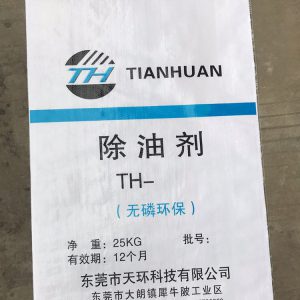 TH
TIANHUAN
除油剂
TH-
（无磷环保）
净 重：25KG 批号：
有效期：12个月
东莞市天环科技有限公司
东莞市大朗镇犀牛陂工业区